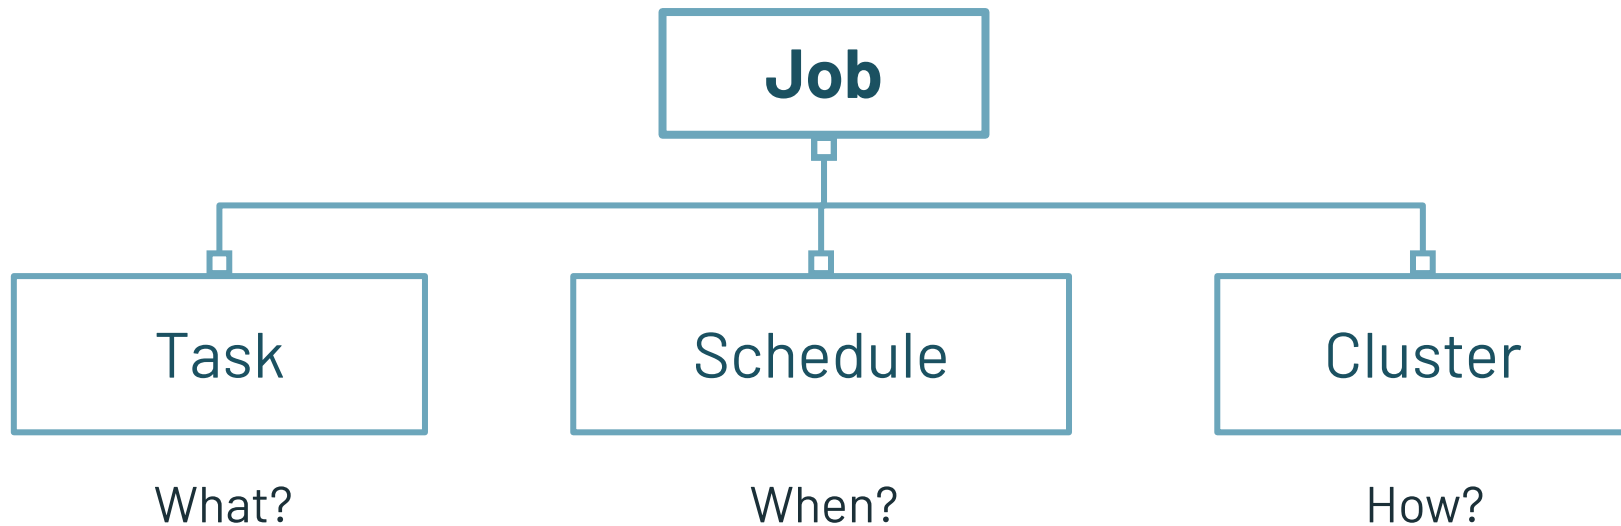 Job
Task
Schedule
Cluster
What?
When?
How?